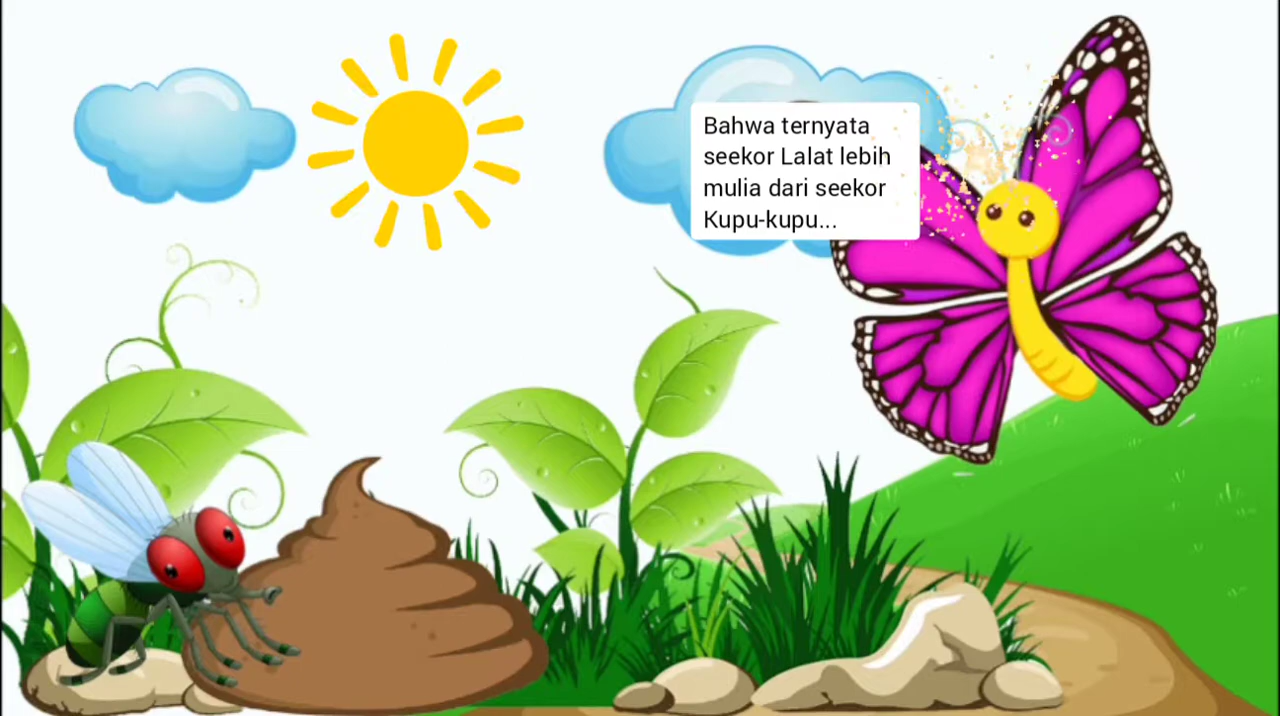 Bahwa ternyata
seekor Lalat lebih
mulia dari seekor
Kupu-kupu...